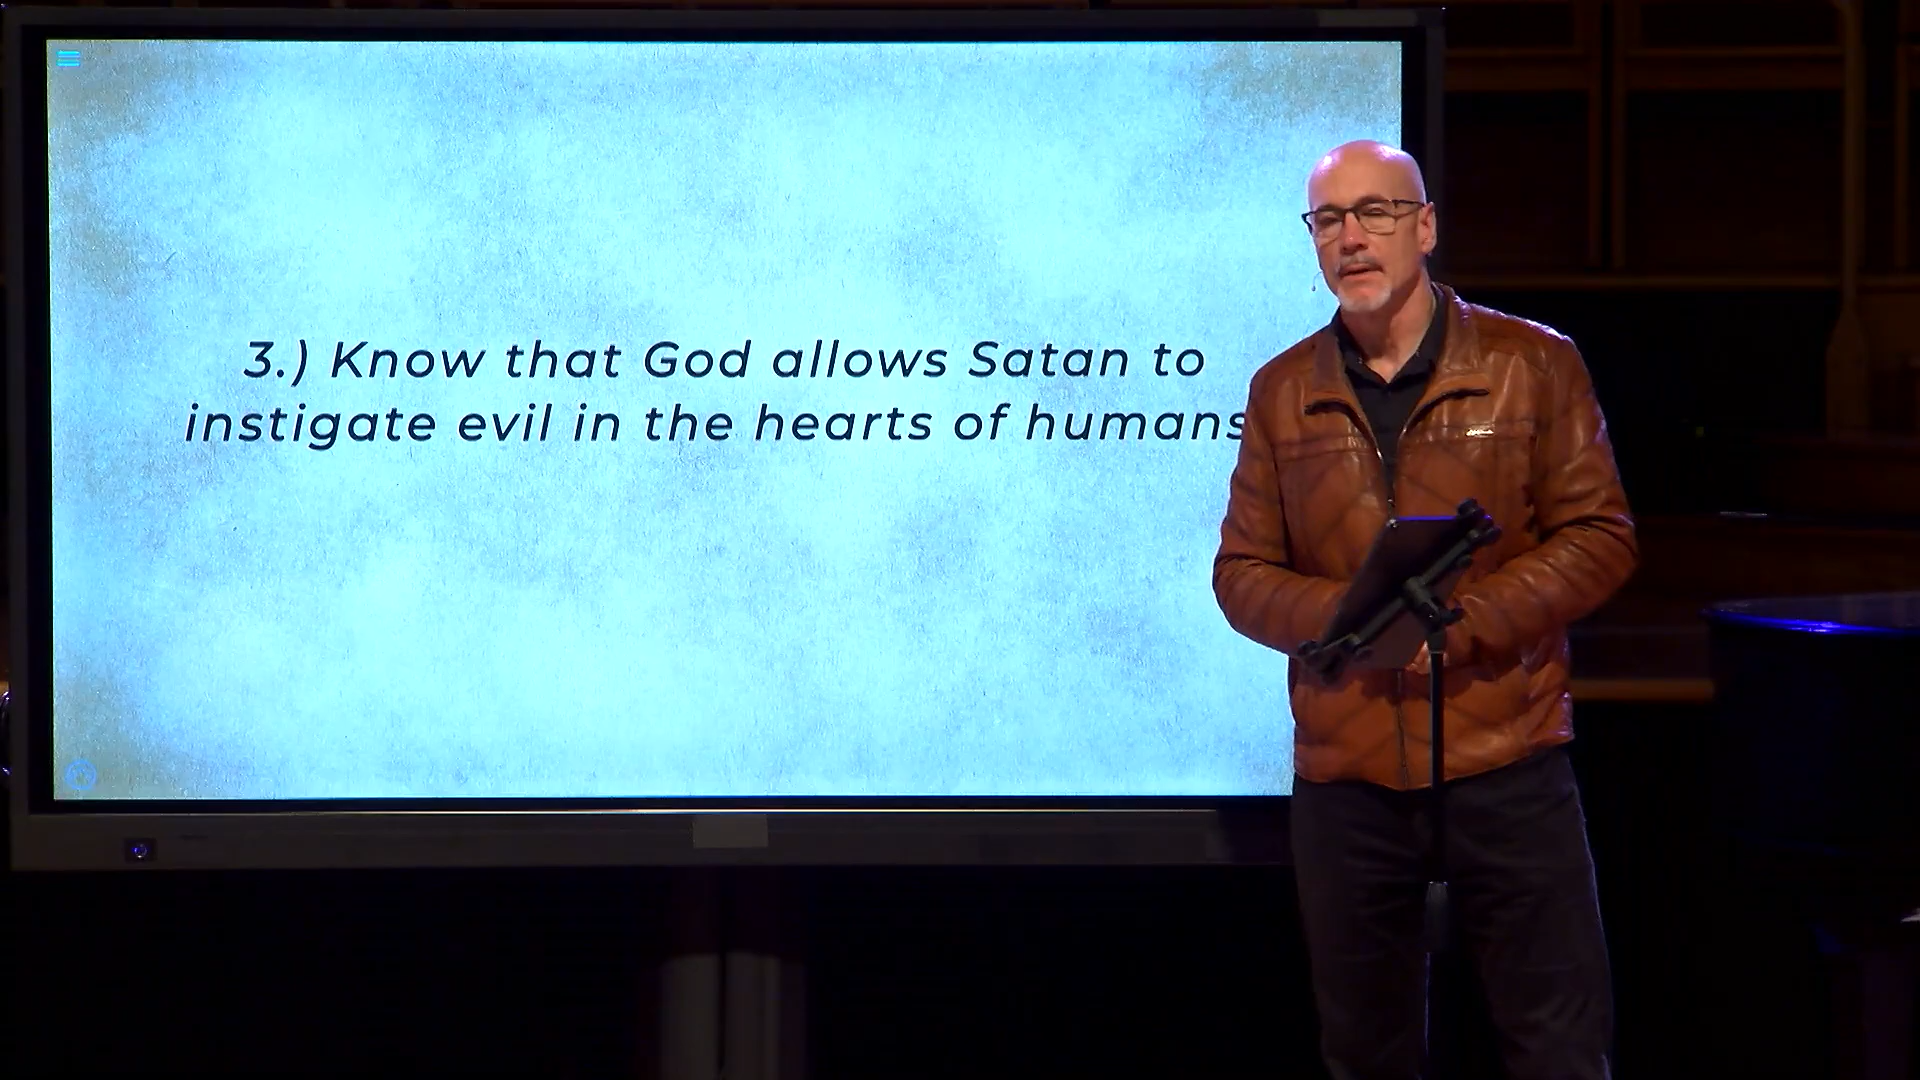 3.) Know that God allows Satan to
instigate evil in the hearts of humans